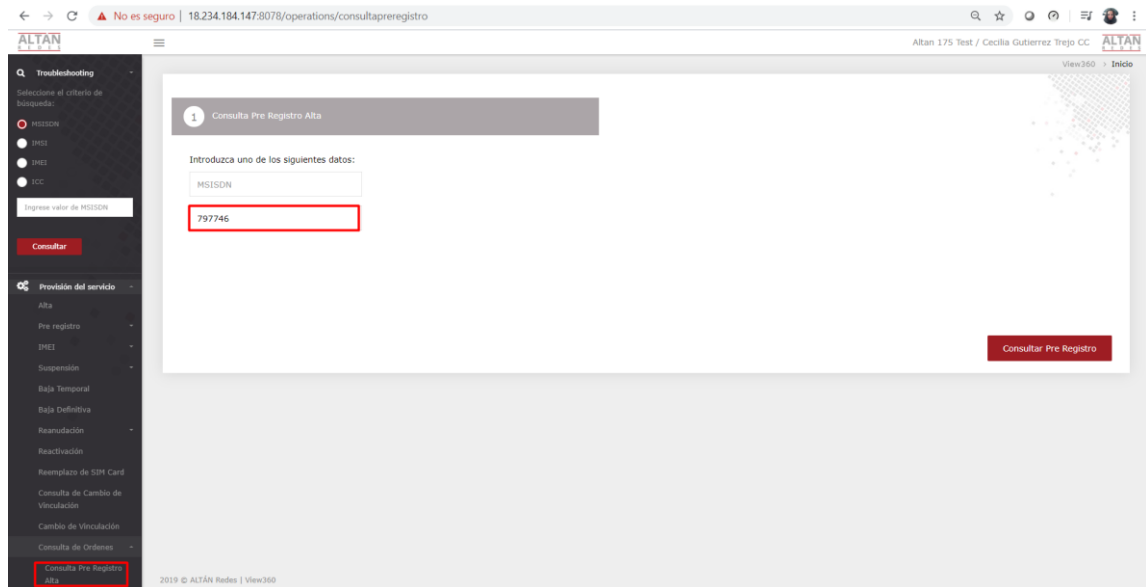 No es seguro | 18.234.184.147:8078/operations/consultapreregistro
ALTÁN
REDES
Altan 175 Test / Cecilia Gutierrez Trejo CC
ALTÁN
REDES
View360 > Inicio
Troubleshooting
Seleccione el criterio de
búsqueda:
MSISDN
IMSI
IMEI
ICC
Ingrese valor de MSISDN
Consultar
Provisión del servicio
Alta
Pre registro
IMEI
Suspensión
Baja Temporal
Baja Definitiva
Reanudación
Reactivación
Reemplazo de SIM Card
Consulta de Cambio de
Vinculación
Cambio de Vinculación
Consulta de Ordenes
Consulta Pre Registro
Alta
1 Consulta Pre Registro Alta
Introduzca uno de los siguientes datos:
MSISDN
797746
Consultar Pre Registro
2019 © ALTÁN Redes | View360